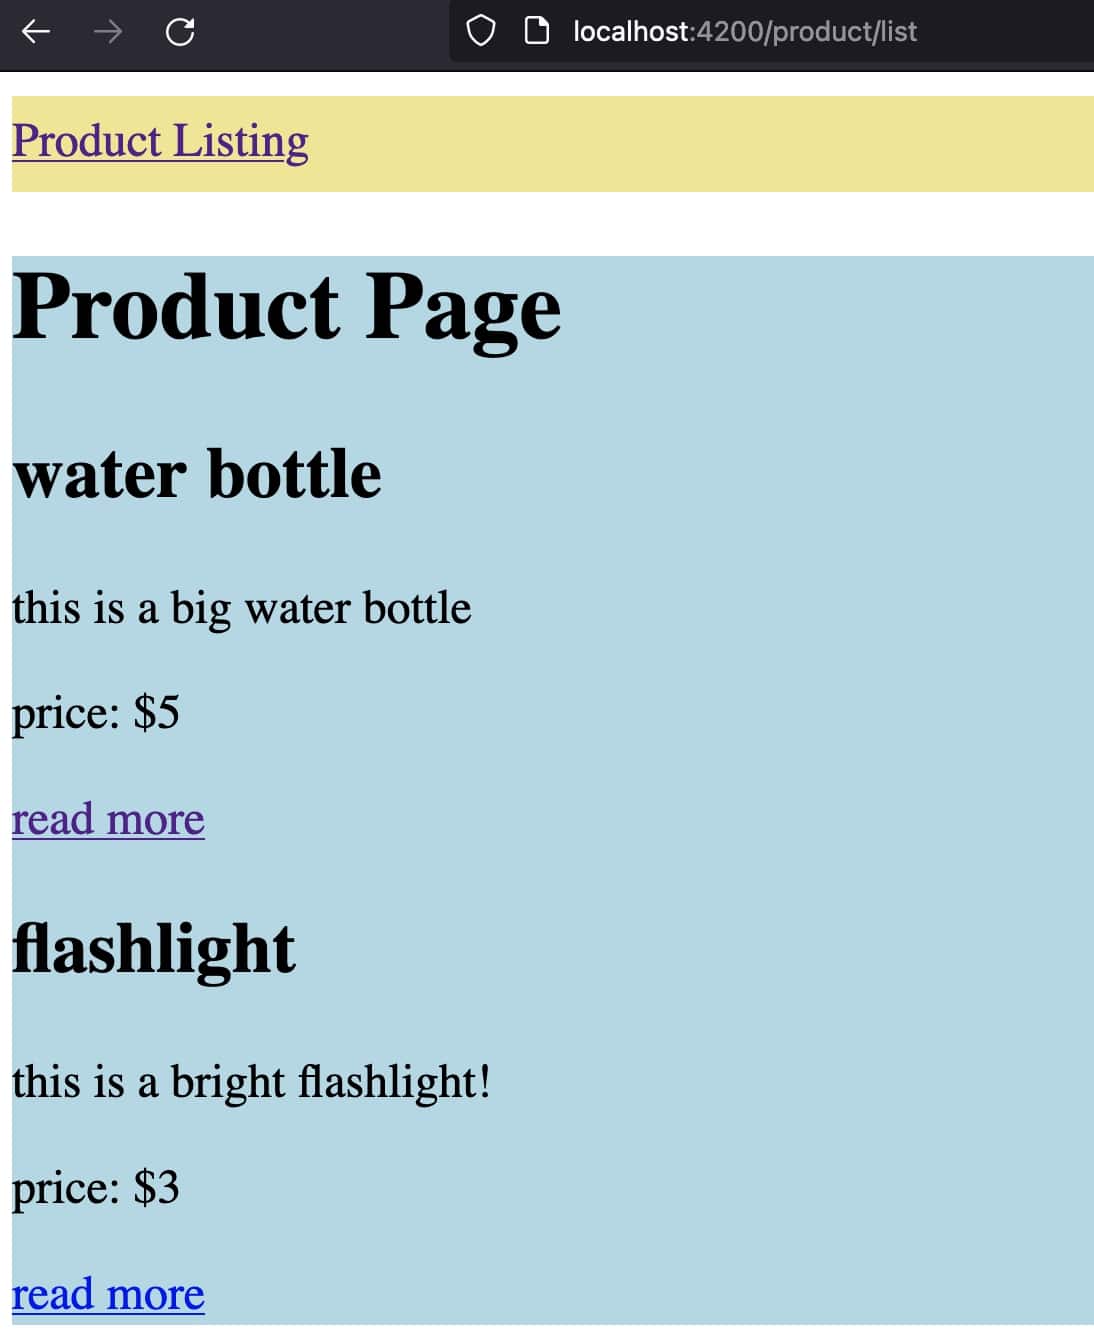 localhost:4200/product/list
Product Listing
Product Page
water bottle
this is a big water bottle
price: $5
read more
flashlight
this is a bright flashlight!
price: $3
read more